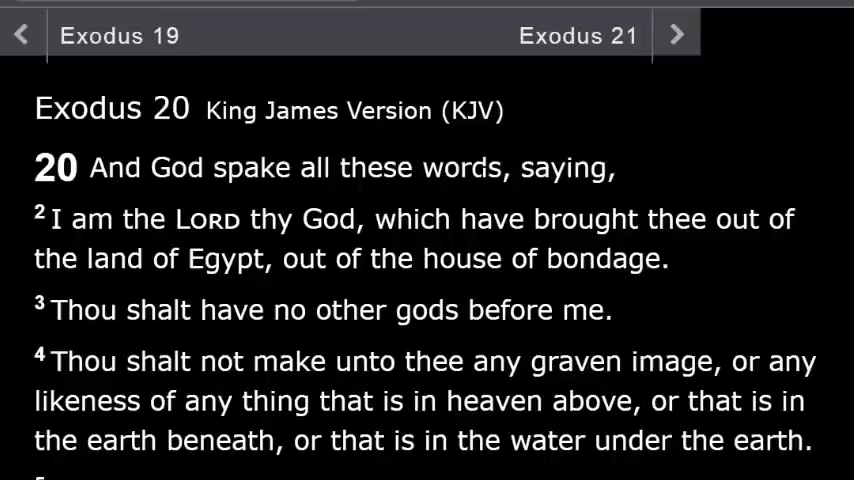 Exodus 19 Exodus 21
Exodus 20 King James Version (KJV)
20 And God spake all these words, saying,
2 I am the LORD thy God, which have brought thee out of
the land of Egypt, out of the house of bondage.
3 Thou shalt have no other gods before me.
4 Thou shalt not make unto thee any graven image, or any
likeness of any thing that is in heaven above, or that is in
the earth beneath, or that is in the water under the earth.